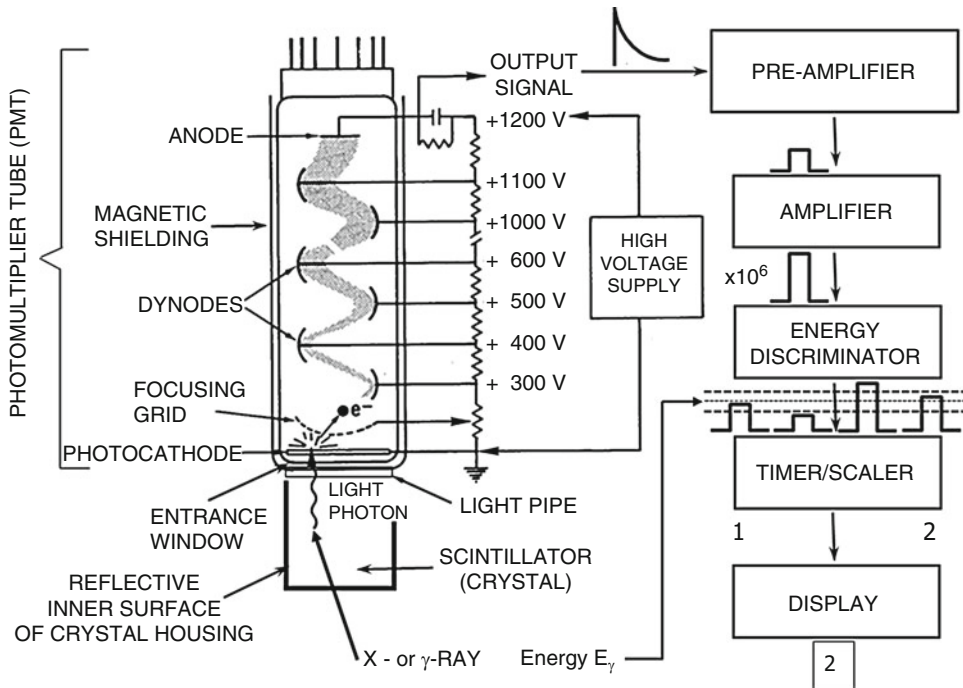 PHOTOMULTIPLIER TUBE (PMT)
ANODE
MAGNETIC
SHIELDING
DYNODES
FOCUSING
GRID
PHOTOCATHODE
ENTRANCE
WINDOW
REFLECTIVE
INNER SURFACE
OF CRYSTAL HOUSING
e–
LIGHT
PHOTON
LIGHT PIPE
SCINTILLATOR
(CRYSTAL)
X - or γ-RAY
OUTPUT
SIGNAL
+1200 V
+1100 V
+1000 V
+ 600 V
+ 500 V
+ 400 V
+ 300 V
HIGH
VOLTAGE
SUPPLY
PRE-AMPLIFIER
AMPLIFIER
x10⁶
ENERGY
DISCRIMINATOR
TIMER/SCALER
1 2
DISPLAY
Energy Eγ
2